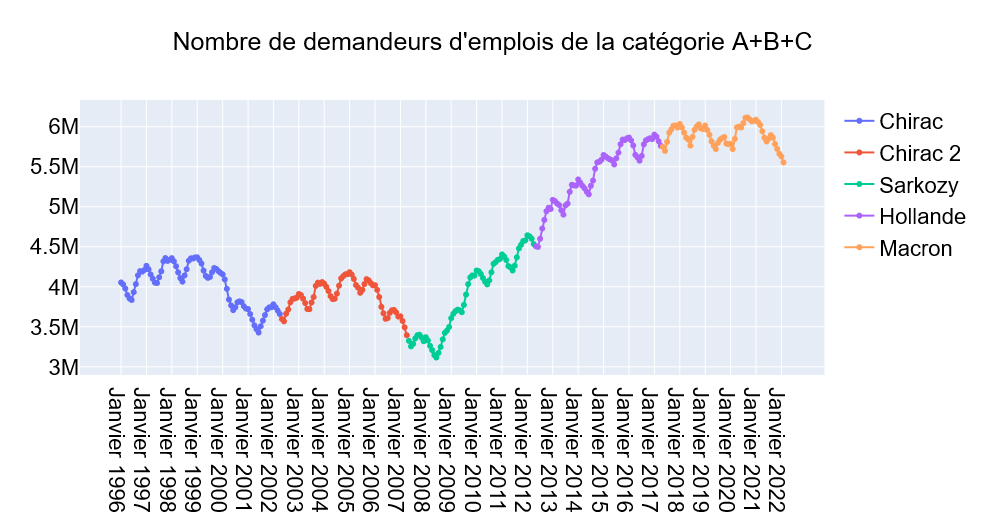 Nombre de demandeurs d'emplois de la catégorie A+B+C
6M
5.5M
5M
4.5M
4M
3.5M
3M
Chirac
Chirac 2
Sarkozy
Hollande
Macron
Janvier 1996
Janvier 1997
Janvier 1998
Janvier 1999
Janvier 2000
Janvier 2001
Janvier 2002
Janvier 2003
Janvier 2004
Janvier 2005
Janvier 2006
Janvier 2007
Janvier 2008
Janvier 2009
Janvier 2010
Janvier 2011
Janvier 2012
Janvier 2013
Janvier 2014
Janvier 2015
Janvier 2016
Janvier 2017
Janvier 2018
Janvier 2019
Janvier 2020
Janvier 2021
Janvier 2022